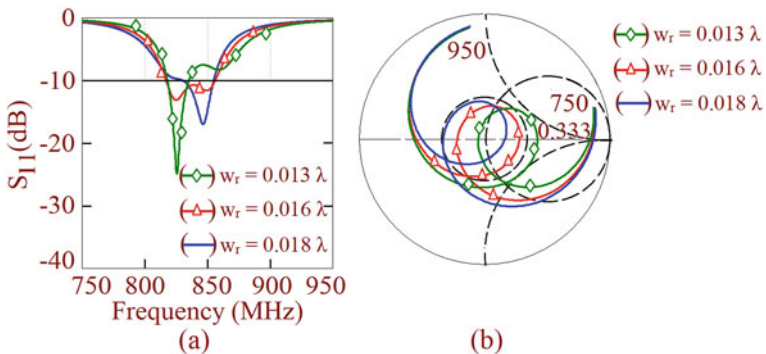 0
-10
-20
-30
-40
S11(dB)
750 800 850 900 950
Frequency (MHz)
(◇) wr = 0.013 λ
(△) wr = 0.016 λ
(—) wr = 0.018 λ
(a)
950
750
0.333
(◇) wr = 0.013 λ
(△) wr = 0.016 λ
(—) wr = 0.018 λ
(b)